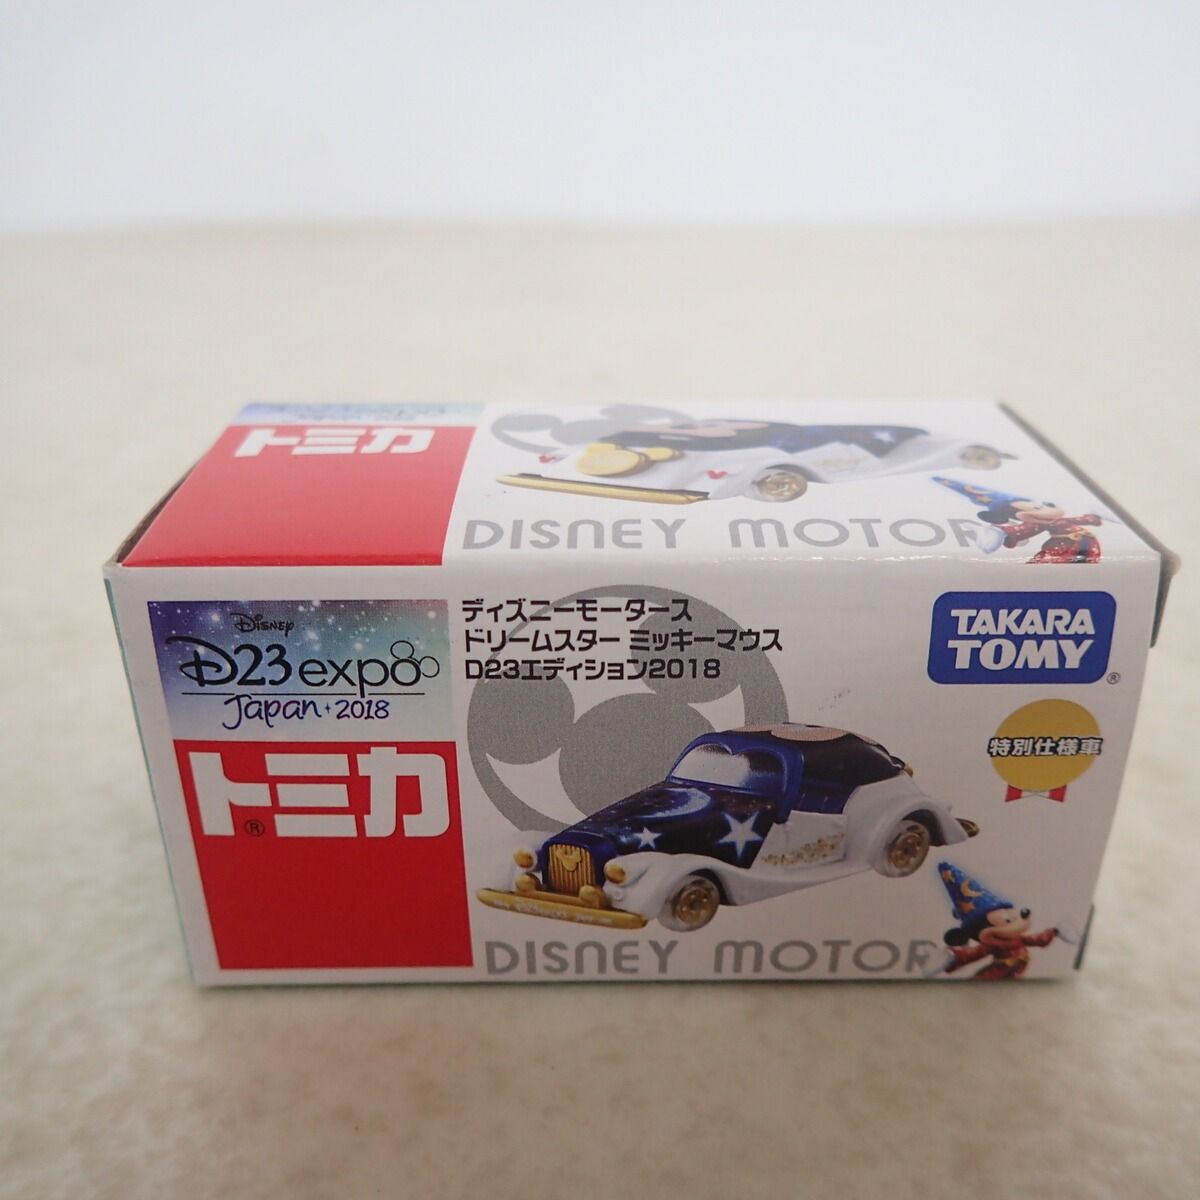 トミカ
DISNEY MOTOR
Disney
D23 expo
Japan 2018
トミカ®
ディズニーモータース
ドリームスター ミッキーマウス
D23エディション2018
TAKARA
TOMY®
特別仕様車
DISNEY MOTOR